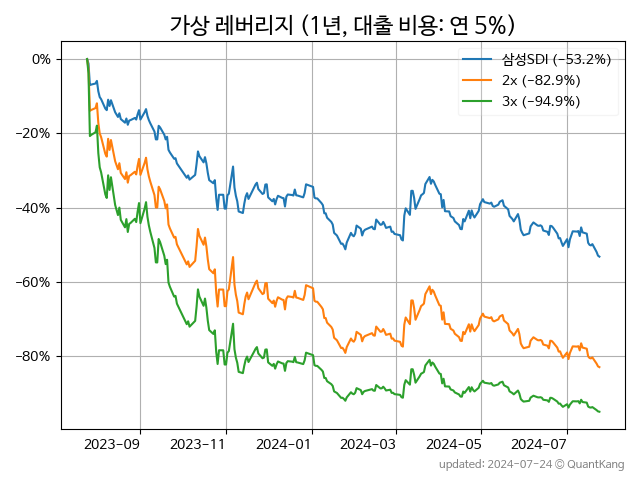 가상 레버리지 (1년, 대출 비용: 연 5%)
삼성SDI (−53.2%)
2x (−82.9%)
3x (−94.9%)
0%
−20%
−40%
−60%
−80%
2023-09 2023-11 2024-01 2024-03 2024-05 2024-07
updated: 2024-07-24 © QuantKang